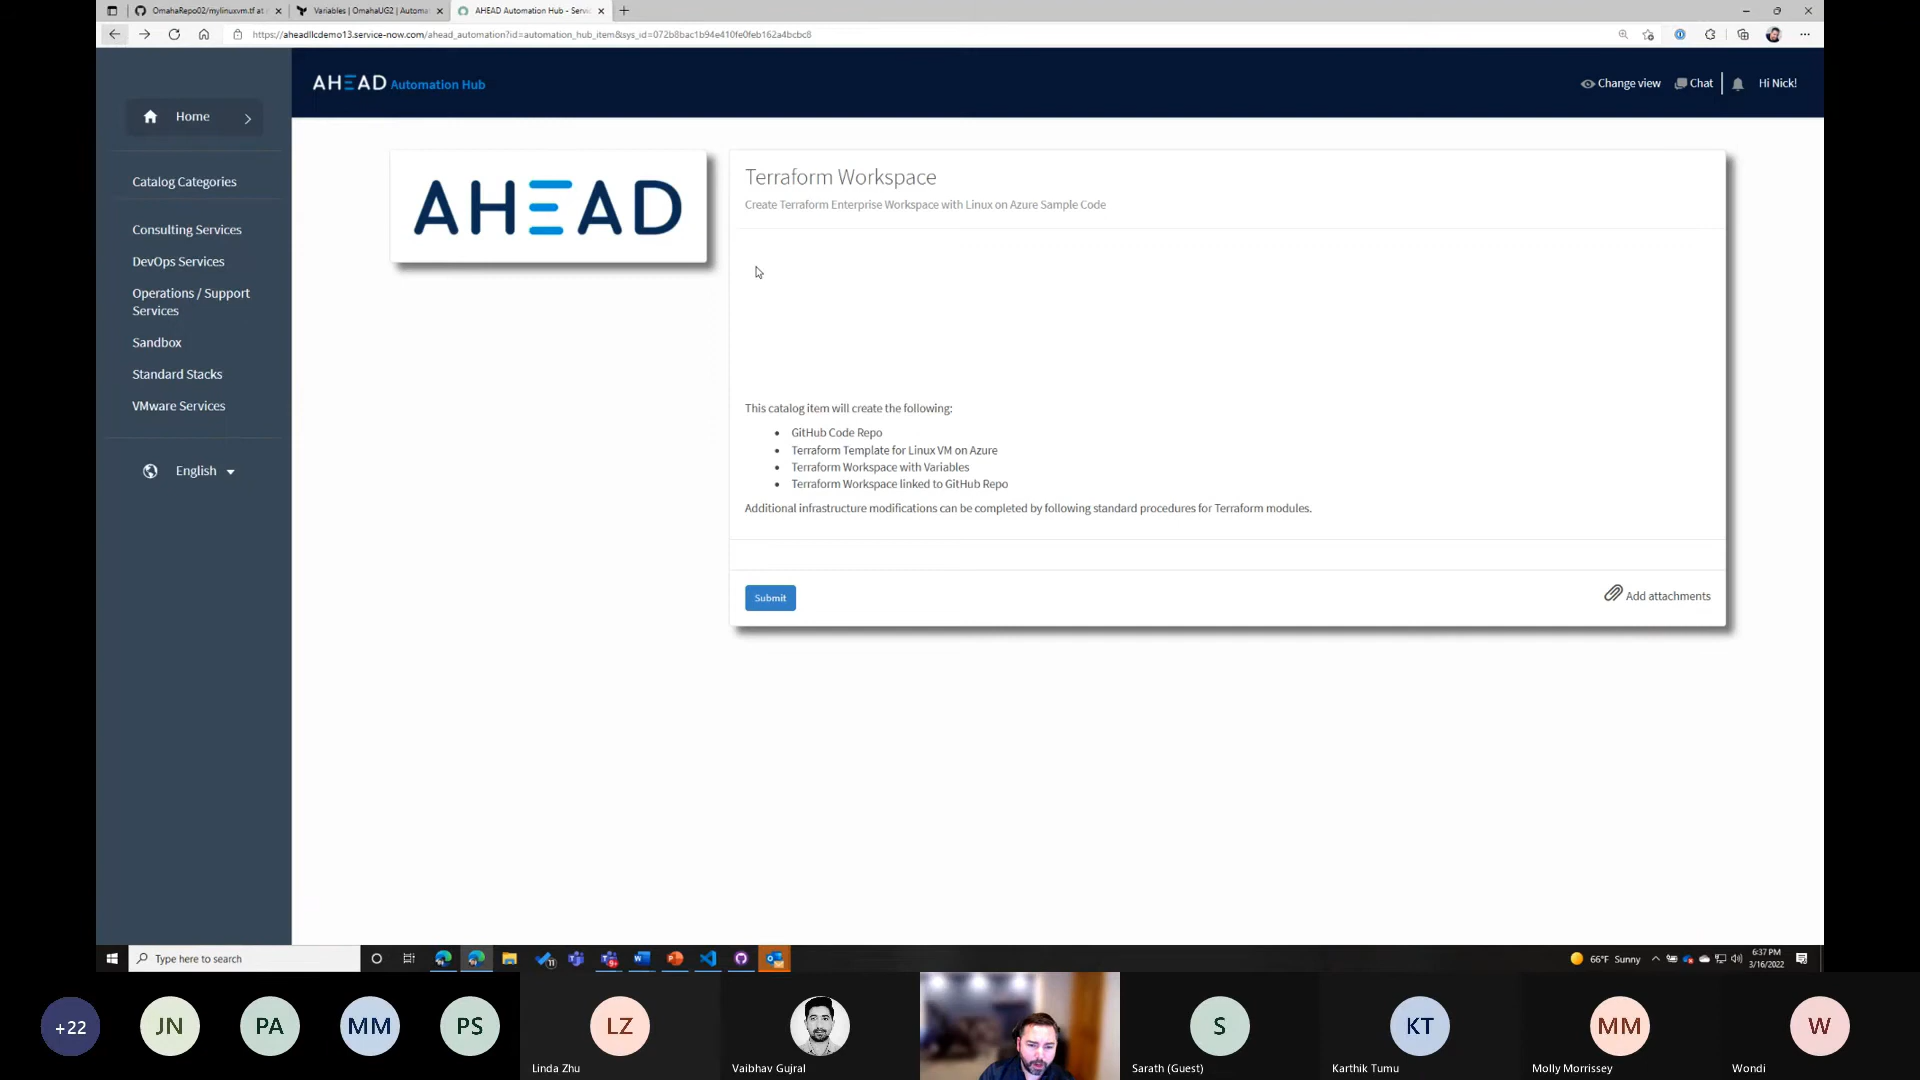 OmahaRepo02/mylinuxvm.tf at
Variables | OmahaUG2 | Automa
AHEAD Automation Hub - Servi
https://aheadllcdemo13.service-now.com/ahead_automation?id=automation_hub_item&sys_id=072b8bac1b94e410fe0feb162a4bcbc8
AHEAD Automation Hub
Change view
Chat
Hi Nick!
Home
Catalog Categories
Consulting Services
DevOps Services
Operations / Support
Services
Sandbox
Standard Stacks
VMware Services
English
AHEAD
Terraform Workspace
Create Terraform Enterprise Workspace with Linux on Azure Sample Code
This catalog item will create the following:
GitHub Code Repo
Terraform Template for Linux VM on Azure
Terraform Workspace with Variables
Terraform Workspace linked to GitHub Repo
Additional infrastructure modifications can be completed by following standard procedures for Terraform modules.
Submit
Add attachments
Type here to search
66°F Sunny
6:37 PM
3/16/2022
+22
JN
PA
MM
PS
LZ
S
KT
MM
W
Linda Zhu
Vaibhav Gujral
Sarath (Guest)
Karthik Tumu
Molly Morrissey
Wondi